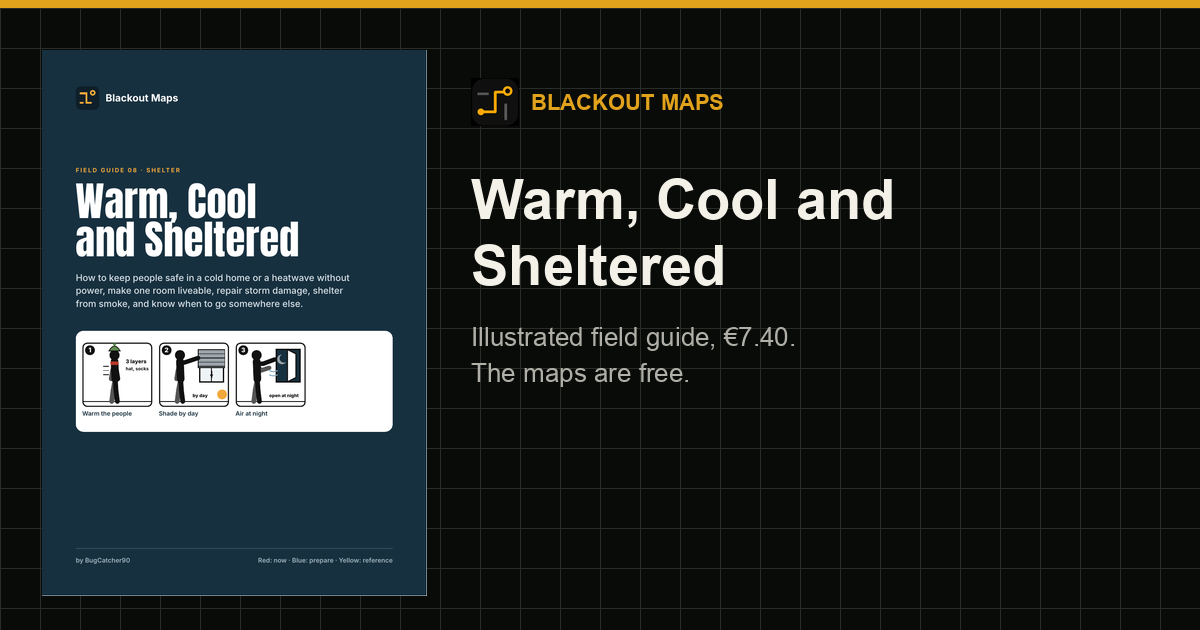 Blackout Maps
FIELD GUIDE 08 · SHELTER
Warm, Cool
and Sheltered
How to keep people safe in a cold home or a heatwave without
power, make one room liveable, repair storm damage, shelter
from smoke, and know when to go somewhere else.
1
3 layers
hat, socks
Warm the people
2
by day
Shade by day
3
open at night
Air at night
by BugCatcher90
Red: now · Blue: prepare · Yellow: reference
BLACKOUT MAPS
Warm, Cool and
Sheltered
Illustrated field guide, €7.40.
The maps are free.